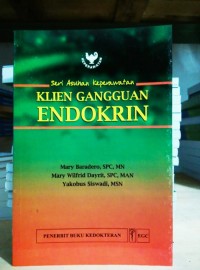 Seri Asuhan Keperawatan
KLIEN GANGGUAN
ENDOKRIN
Mary Baradero, SPC, MN
Mary Wilfrid Dayrit, SPC, MAN
Yakobus Siswadi, MSN
PENERBIT BUKU KEDOKTERAN
EGC